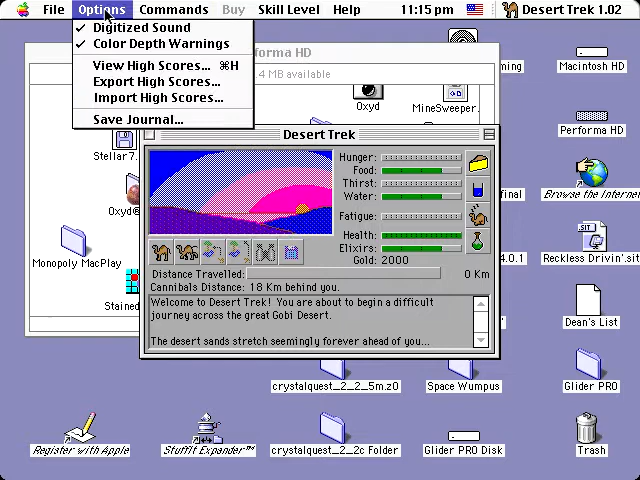 File Options Commands Buy Skill Level Help 11:15 pm Desert Trek 1.02
✓ Digitized Sound
✓ Color Depth Warnings
View High Scores... ⌘H
Export High Scores...
Import High Scores...
Save Journal...
Performa HD
.4 MB available
Oxyd
MineSweeper.
Stellar7.
Oxyd®
Monopoly MacPlay
Stained
Desert Trek
Hunger:
Food:
Thirst:
Water:
Fatigue:
Health:
Elixirs:
Gold: 2000
Distance Travelled: 0 Km
Cannibals Distance: 18 Km behind you.
Welcome to Desert Trek! You are about to begin a difficult
journey across the great Gobi Desert.
The desert sands stretch seemingly forever ahead of you...
ming
Macintosh HD
Performa HD
final
Browse the Internet
.SIT
4.0.1
Reckless Drivin'.sit
Dean's List
crystalquest_2_2_5m.z0
Space Wumpus
Glider PRO
Register with Apple
StuffIt Expander™
crystalquest_2_2c Folder
Glider PRO Disk
Trash